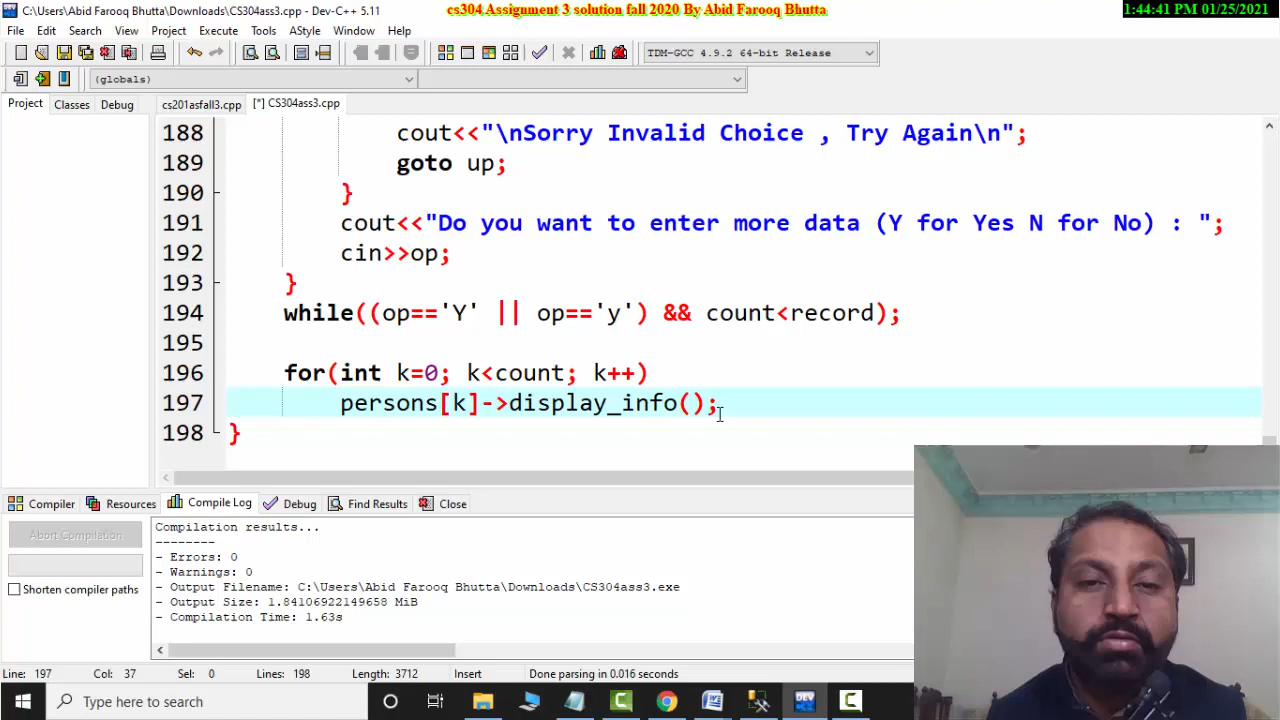 C:\Users\Abid Farooq Bhutta\Downloads\CS304ass3.cpp - Dev-C++ 5.11
cs304 Assignment 3 solution fall 2020 By Abid Farooq Bhutta
1:44:41 PM 01/25/2021
File Edit Search View Project Execute Tools AStyle Window Help
TDM-GCC 4.9.2 64-bit Release
(globals)
Project Classes Debug cs201asfall3.cpp [*] CS304ass3.cpp
188 cout<<"\nSorry Invalid Choice , Try Again\n";
189 goto up;
190 }
191 cout<<"Do you want to enter more data (Y for Yes N for No) : ";
192 cin>>op;
193 }
194 while((op=='Y' || op=='y') && count<record);
195
196 for(int k=0; k<count; k++)
197 persons[k]->display_info();
198 }
Compiler Resources Compile Log Debug Find Results Close
Abort Compilation
Shorten compiler paths
Compilation results...
--------
- Errors: 0
- Warnings: 0
- Output Filename: C:\Users\Abid Farooq Bhutta\Downloads\CS304ass3.exe
- Output Size: 1.84106922149658 MiB
- Compilation Time: 1.63s
Line: 197 Col: 37 Sel: 0 Lines: 198 Length: 3712 Insert Done parsing in 0.016 seconds
Type here to search